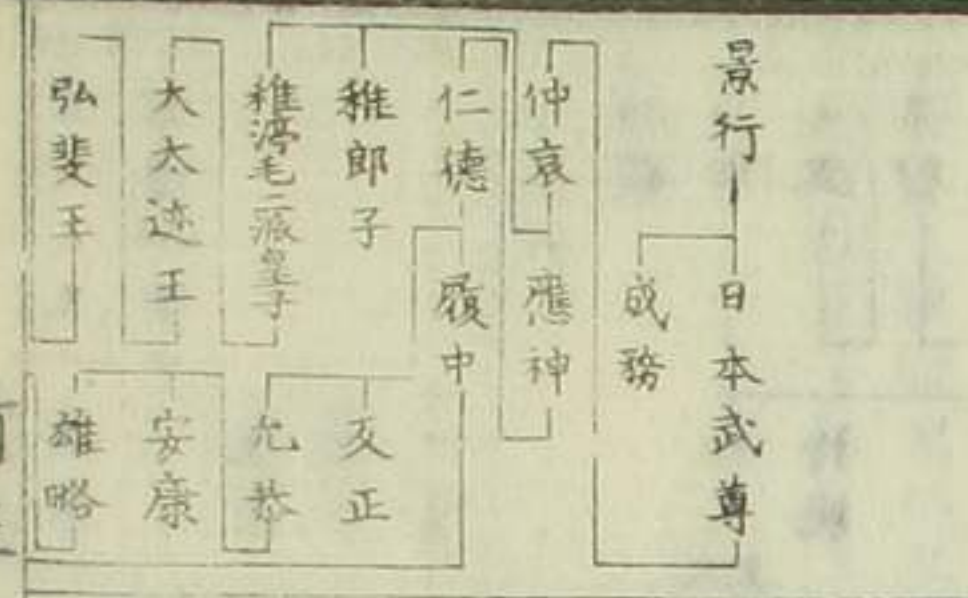 景行
日本武尊
成務
仲哀
應神
仁德
履中
稚郎子
反正
稚渟毛二派皇子
允恭
大太迹王
安康
弘斐王
雄略